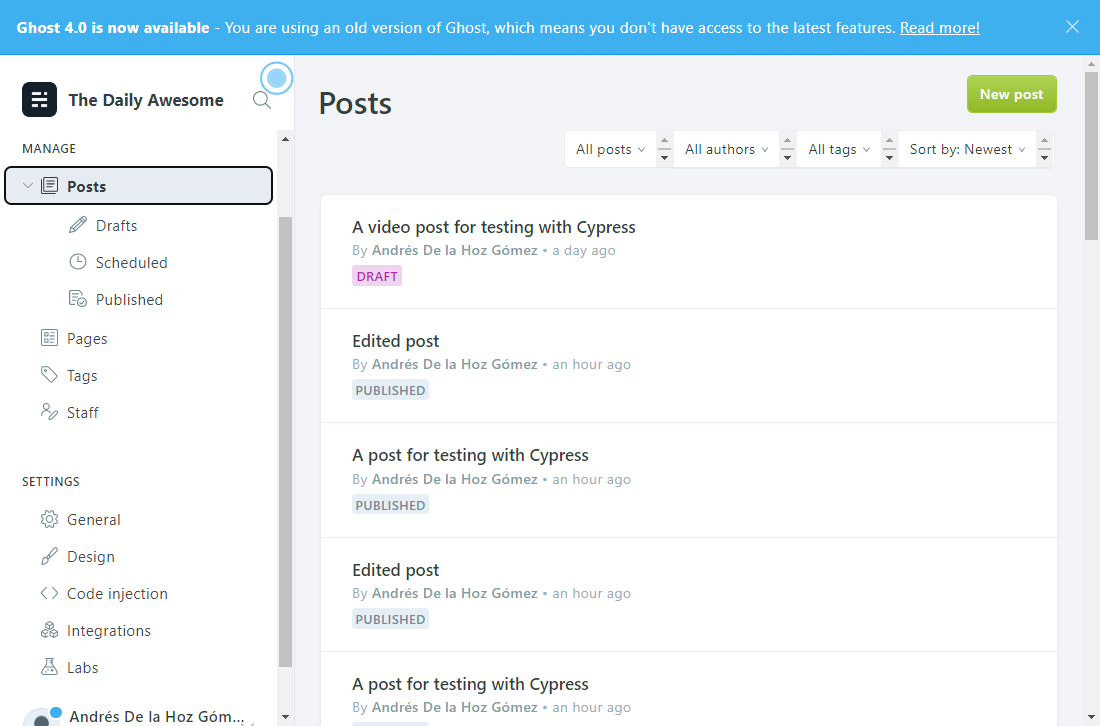 Ghost 4.0 is now available - You are using an old version of Ghost, which means you don't have access to the latest features. Read more!
The Daily Awesome
MANAGE
Posts
Drafts
Scheduled
Published
Pages
Tags
Staff
SETTINGS
General
Design
Code injection
Integrations
Labs
Andrés De la Hoz Góm...
Posts
New post
All posts
All authors
All tags
Sort by: Newest
A video post for testing with Cypress
By Andrés De la Hoz Gómez • a day ago
DRAFT
Edited post
By Andrés De la Hoz Gómez • an hour ago
PUBLISHED
A post for testing with Cypress
By Andrés De la Hoz Gómez • an hour ago
PUBLISHED
Edited post
By Andrés De la Hoz Gómez • an hour ago
PUBLISHED
A post for testing with Cypress
By Andrés De la Hoz Gómez • an hour ago